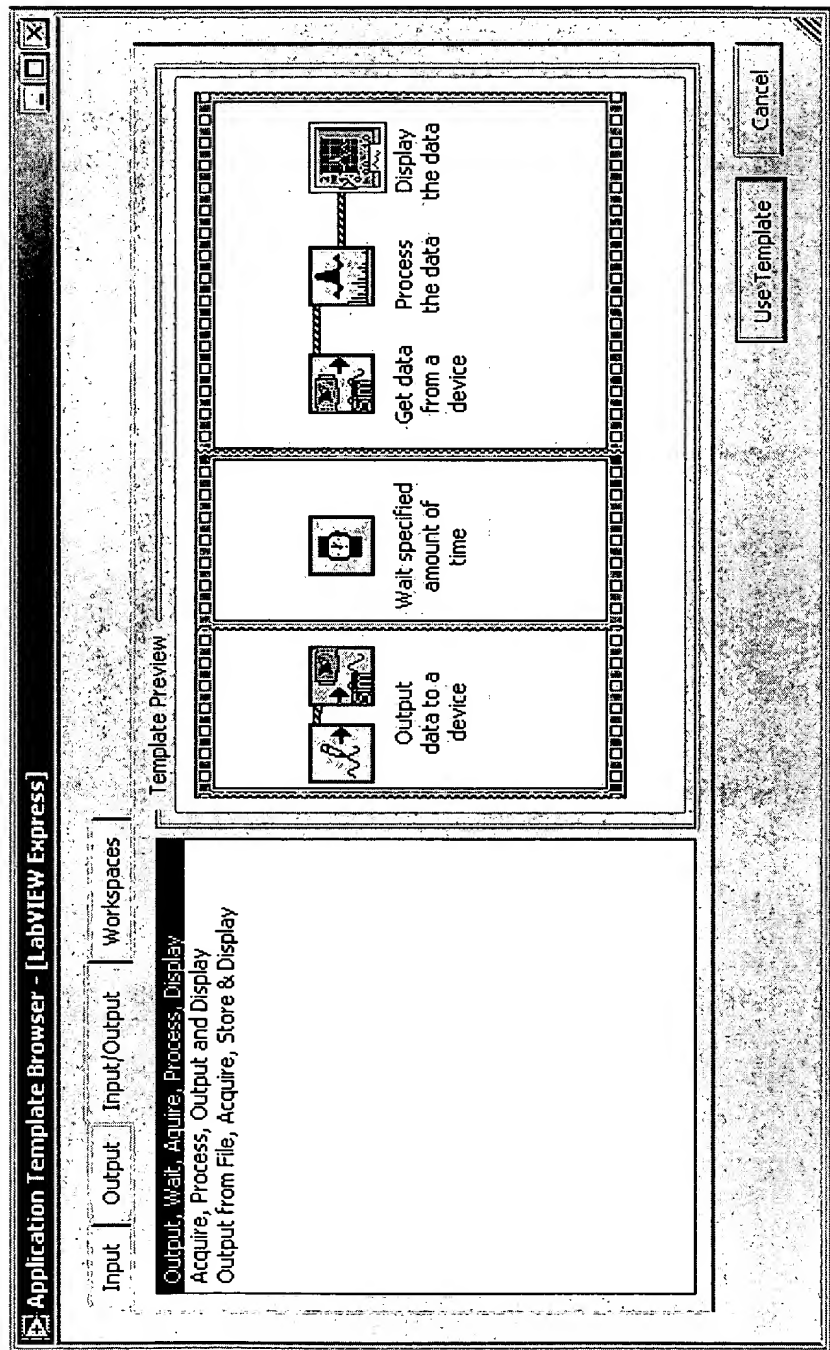 Application Template Browser - [LabVIEW Express]
Input
Output
Input/Output
Workspaces
Output, Wait, Aquire, Process, Display
Acquire, Process, Output and Display
Output from File, Acquire, Store & Display
Template Preview
Output
data to a
device
Wait specified
amount of
time
Get data
from a
device
Process
the data
Display
the data
Use Template
Cancel